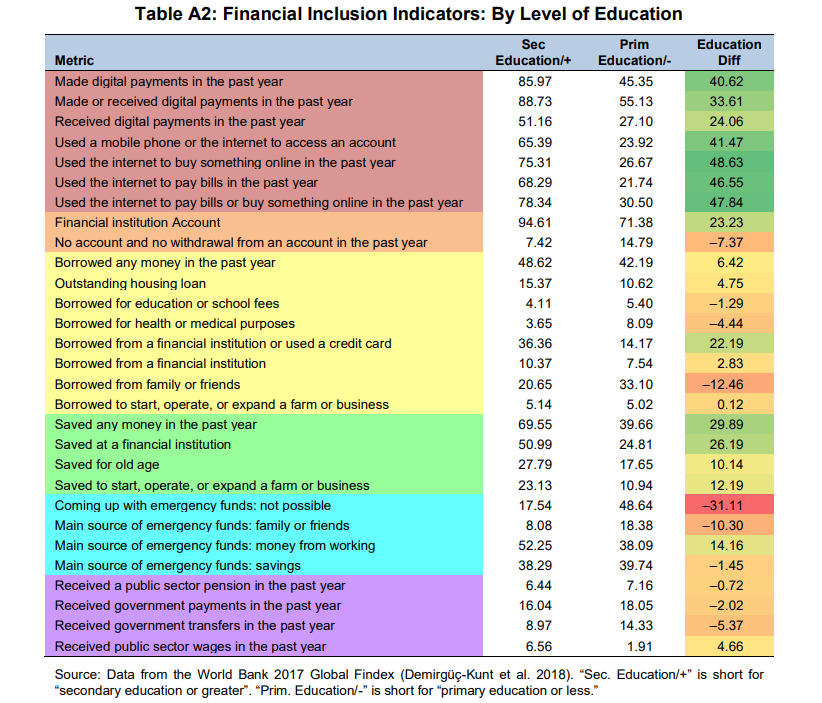 Table A2: Financial Inclusion Indicators: By Level of Education
Metric Sec Education/+ Prim Education/- Education Diff
Made digital payments in the past year 85.97 45.35 40.62
Made or received digital payments in the past year 88.73 55.13 33.61
Received digital payments in the past year 51.16 27.10 24.06
Used a mobile phone or the internet to access an account 65.39 23.92 41.47
Used the internet to buy something online in the past year 75.31 26.67 48.63
Used the internet to pay bills in the past year 68.29 21.74 46.55
Used the internet to pay bills or buy something online in the past year 78.34 30.50 47.84
Financial institution Account 94.61 71.38 23.23
No account and no withdrawal from an account in the past year 7.42 14.79 –7.37
Borrowed any money in the past year 48.62 42.19 6.42
Outstanding housing loan 15.37 10.62 4.75
Borrowed for education or school fees 4.11 5.40 –1.29
Borrowed for health or medical purposes 3.65 8.09 –4.44
Borrowed from a financial institution or used a credit card 36.36 14.17 22.19
Borrowed from a financial institution 10.37 7.54 2.83
Borrowed from family or friends 20.65 33.10 –12.46
Borrowed to start, operate, or expand a farm or business 5.14 5.02 0.12
Saved any money in the past year 69.55 39.66 29.89
Saved at a financial institution 50.99 24.81 26.19
Saved for old age 27.79 17.65 10.14
Saved to start, operate, or expand a farm or business 23.13 10.94 12.19
Coming up with emergency funds: not possible 17.54 48.64 –31.11
Main source of emergency funds: family or friends 8.08 18.38 –10.30
Main source of emergency funds: money from working 52.25 38.09 14.16
Main source of emergency funds: savings 38.29 39.74 –1.45
Received a public sector pension in the past year 6.44 7.16 –0.72
Received government payments in the past year 16.04 18.05 –2.02
Received government transfers in the past year 8.97 14.33 –5.37
Received public sector wages in the past year 6.56 1.91 4.66
Source: Data from the World Bank 2017 Global Findex (Demirgüç-Kunt et al. 2018). “Sec. Education/+” is short for
“secondary education or greater”. “Prim. Education/-” is short for “primary education or less.”